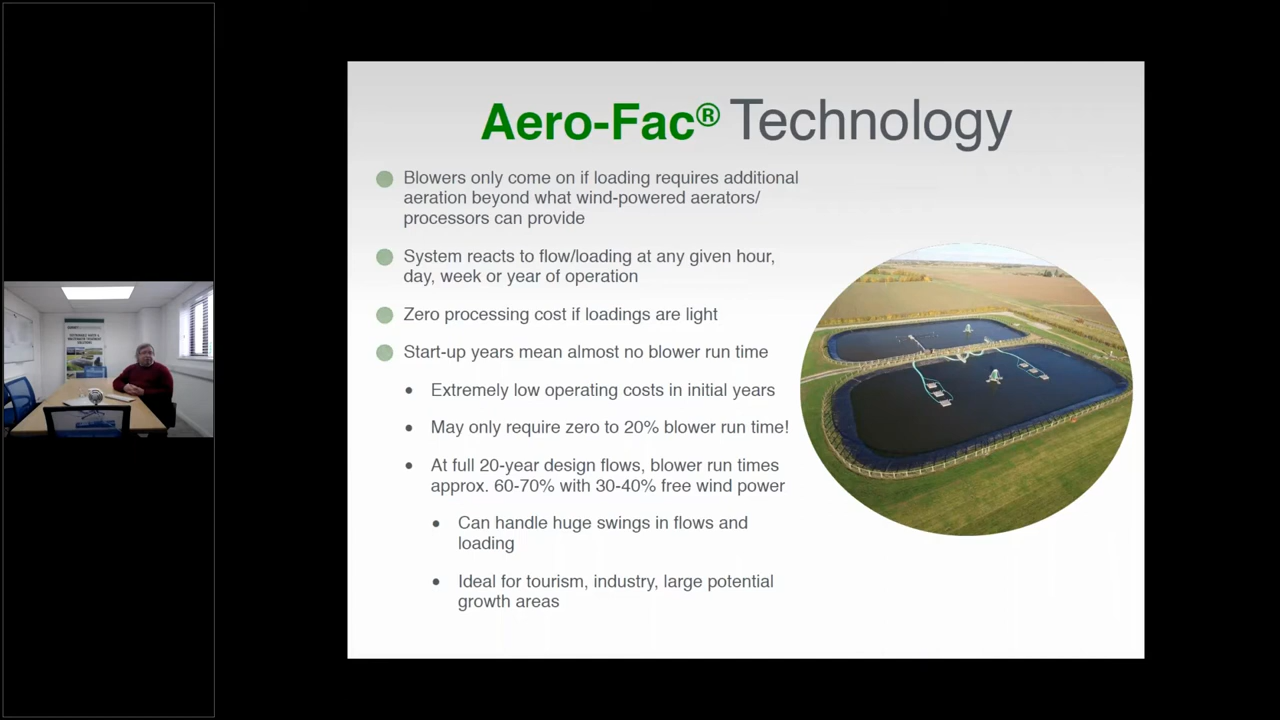 Aero-Fac® Technology
Blowers only come on if loading requires additional
aeration beyond what wind-powered aerators/
processors can provide
System reacts to flow/loading at any given hour,
day, week or year of operation
Zero processing cost if loadings are light
Start-up years mean almost no blower run time
• Extremely low operating costs in initial years
• May only require zero to 20% blower run time!
• At full 20-year design flows, blower run times
approx. 60-70% with 30-40% free wind power
• Can handle huge swings in flows and
loading
• Ideal for tourism, industry, large potential
growth areas